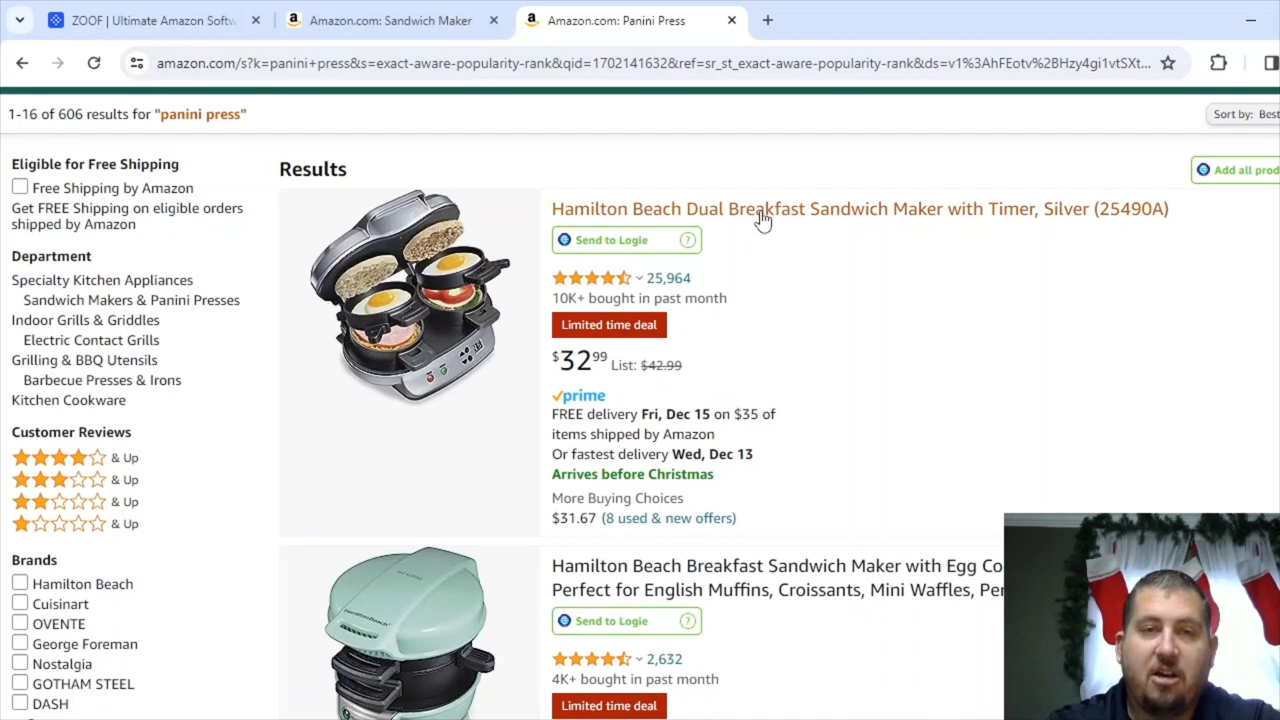 ZOOF | Ultimate Amazon Softw
Amazon.com: Sandwich Maker
Amazon.com: Panini Press
amazon.com/s?k=panini+press&s=exact-aware-popularity-rank&qid=1702141632&ref=sr_st_exact-aware-popularity-rank&ds=v1%3AhFEotv%2BHzy4gi1vtSXt...
1-16 of 606 results for "panini press"
Sort by: Best
Eligible for Free Shipping
Free Shipping by Amazon
Get FREE Shipping on eligible orders
shipped by Amazon
Department
Specialty Kitchen Appliances
Sandwich Makers & Panini Presses
Indoor Grills & Griddles
Electric Contact Grills
Grilling & BBQ Utensils
Barbecue Presses & Irons
Kitchen Cookware
Customer Reviews
& Up
& Up
& Up
& Up
Brands
Hamilton Beach
Cuisinart
OVENTE
George Foreman
Nostalgia
GOTHAM STEEL
DASH
Results
Add all prod
Hamilton Beach Dual Breakfast Sandwich Maker with Timer, Silver (25490A)
Send to Logie ?
25,964
10K+ bought in past month
Limited time deal
$32.99 List: $42.99
prime
FREE delivery Fri, Dec 15 on $35 of
items shipped by Amazon
Or fastest delivery Wed, Dec 13
Arrives before Christmas
More Buying Choices
$31.67 (8 used & new offers)
Hamilton Beach Breakfast Sandwich Maker with Egg Co
Perfect for English Muffins, Croissants, Mini Waffles, Per
Send to Logie ?
2,632
4K+ bought in past month
Limited time deal
Hamilton Beach